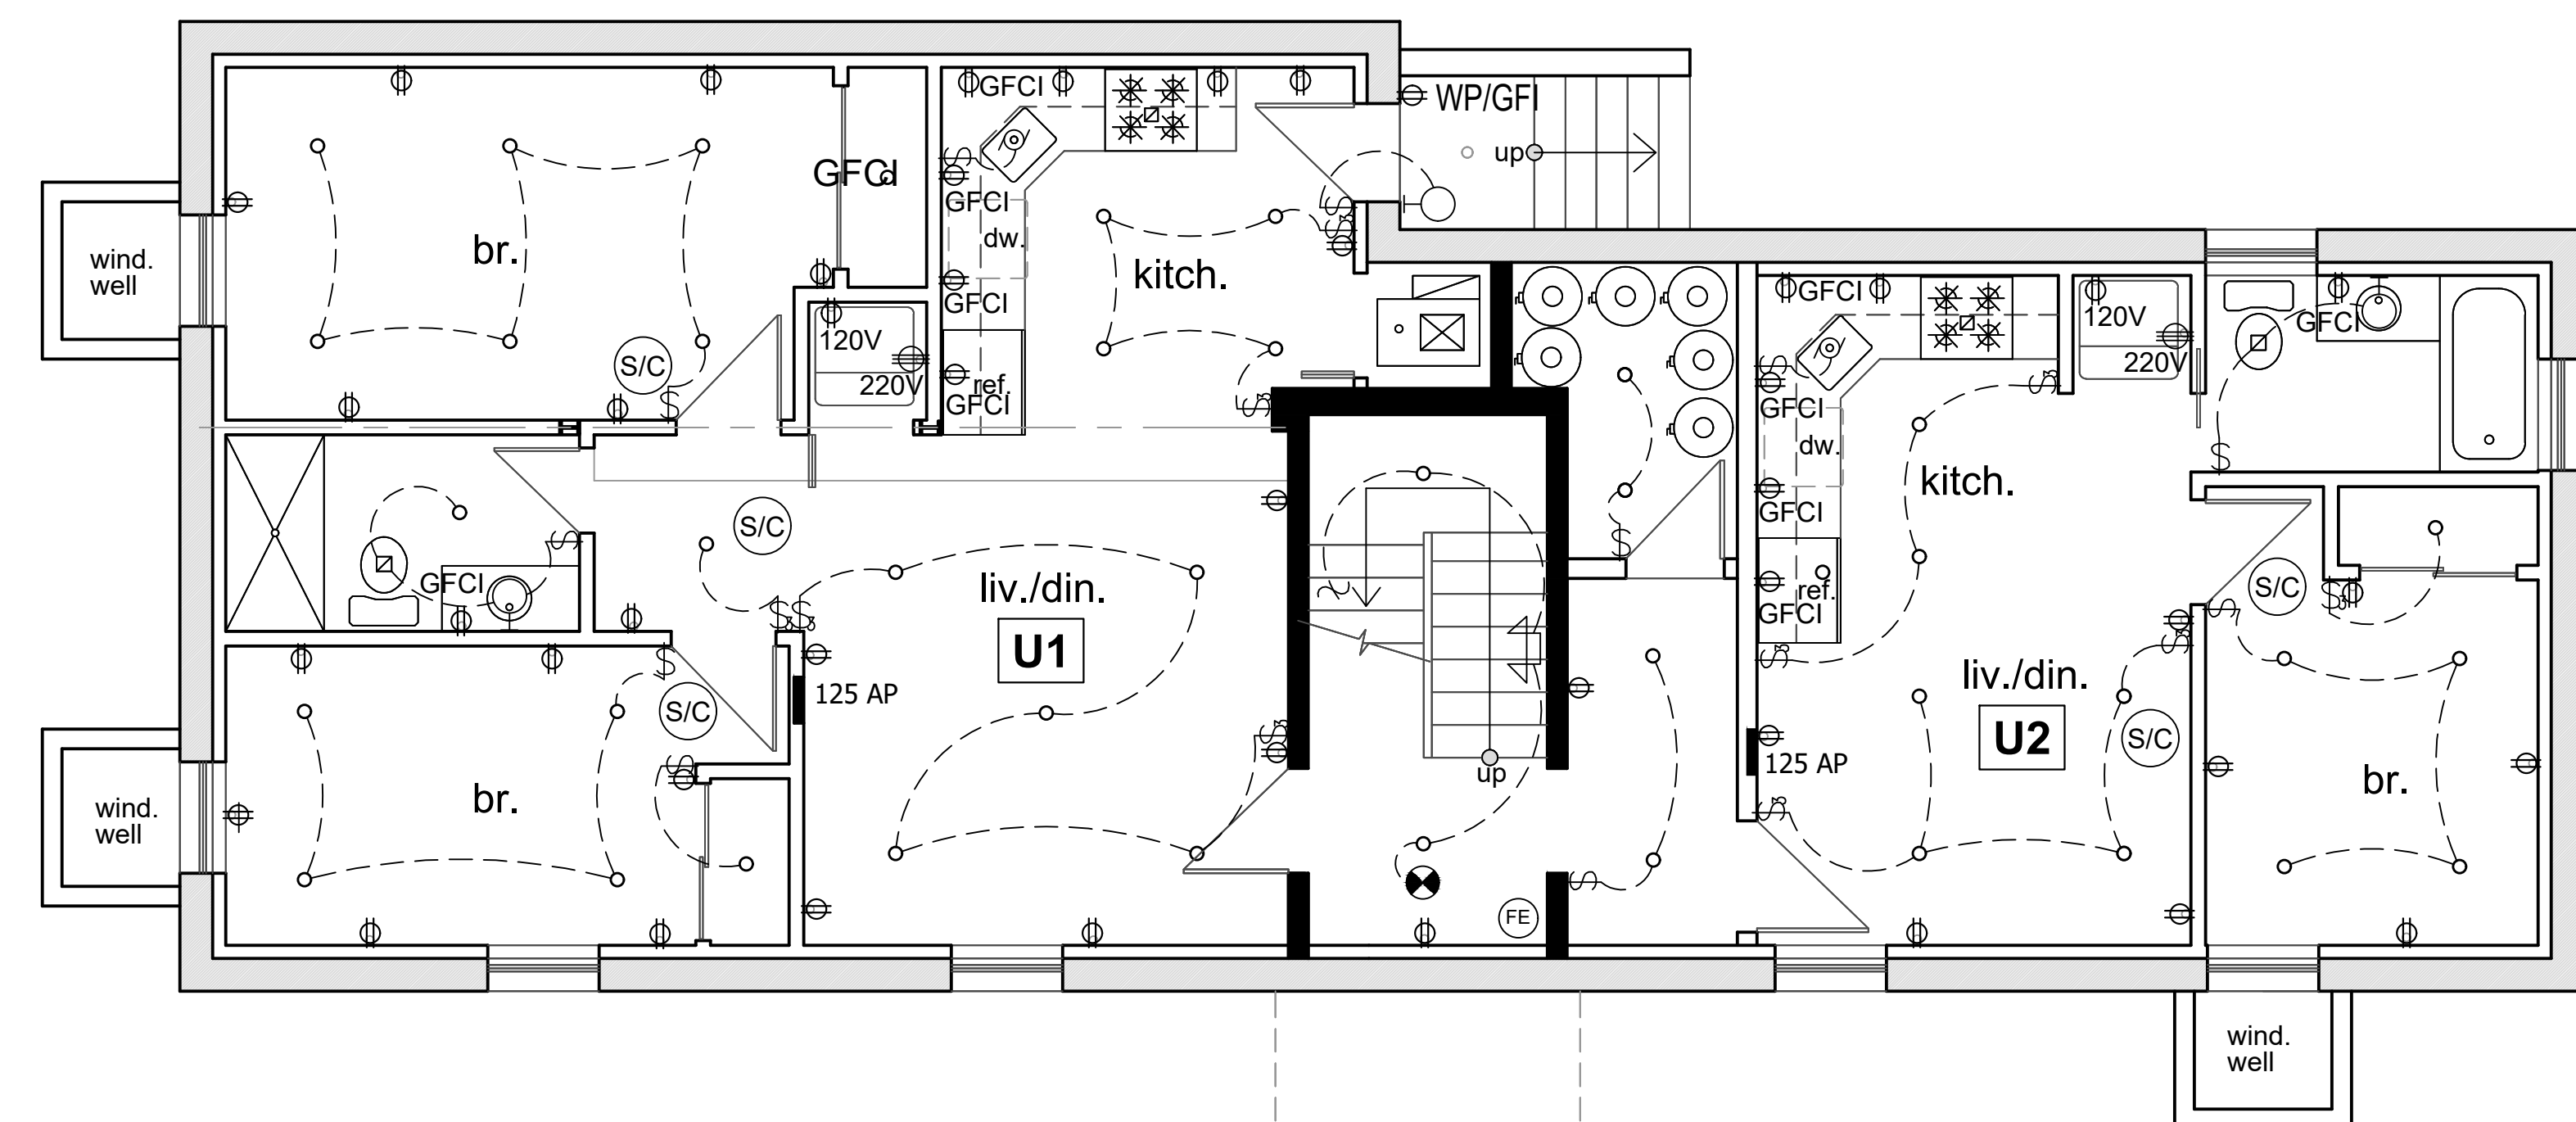 GFCI
WP/GFI
up
GFCI
GFCI
dw.
wind.
well
br.
kitch.
GFCI
120V
S/C
220V
ref.
GFCI
GFCI
120V
GFCI
220V
GFCI
dw.
kitch.
GFCI
S/C
GFCI
liv./din.
U1
S/C
ref.
GFCI
S/C
$
$
$3
$3
S/C
125 AP
liv./din.
U2
S/C
125 AP
up
br.
wind.
well
br.
FE
wind.
well